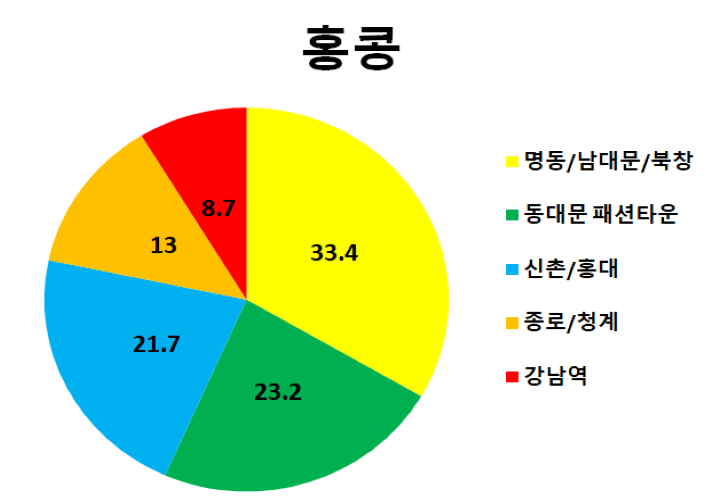 홍콩
명동/남대문/북창
동대문 패션타운
신촌/홍대
종로/청계
강남역
8.7
13
33.4
21.7
23.2